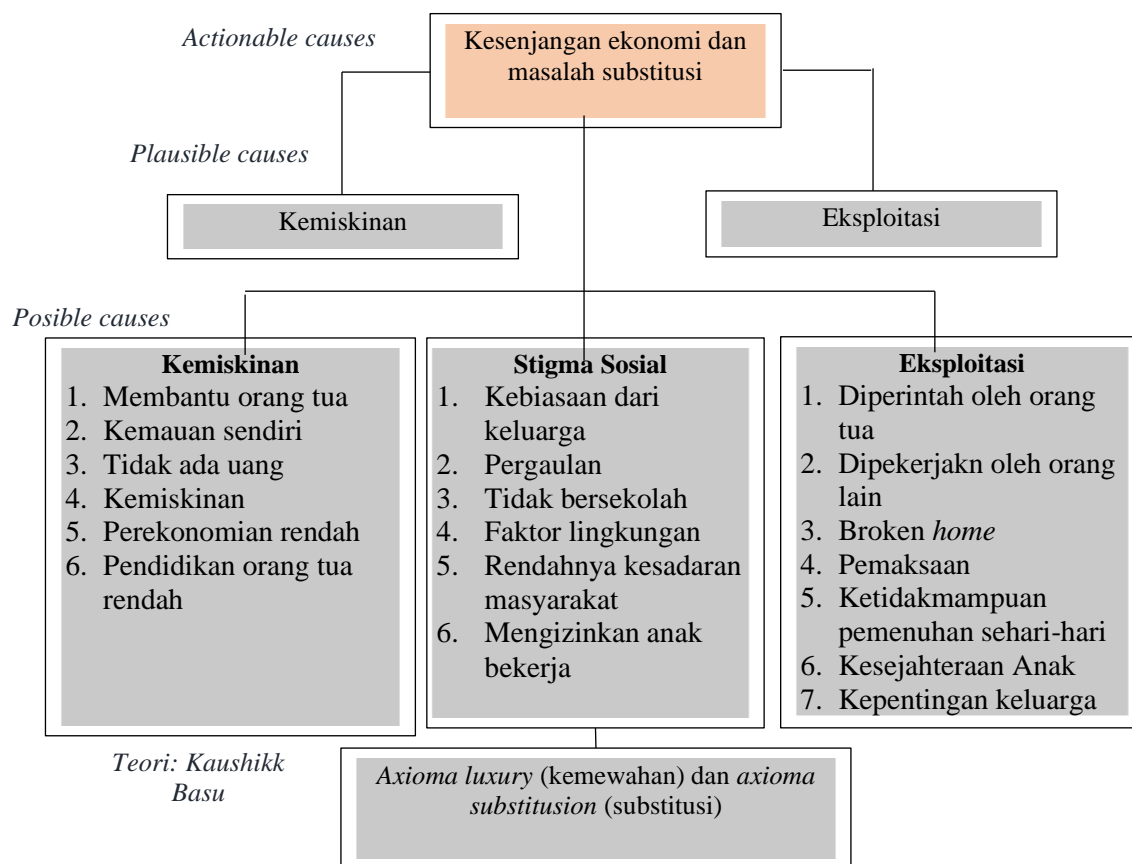 Actionable causes
Kesenjangan ekonomi dan
masalah substitusi
Plausible causes
Kemiskinan
Eksploitasi
Posible causes
Kemiskinan
1. Membantu orang tua
2. Kemauan sendiri
3. Tidak ada uang
4. Kemiskinan
5. Perekonomian rendah
6. Pendidikan orang tua
rendah
Stigma Sosial
1. Kebiasaan dari
keluarga
2. Pergaulan
3. Tidak bersekolah
4. Faktor lingkungan
5. Rendahnya kesadaran
masyarakat
6. Mengizinkan anak
bekerja
Eksploitasi
1. Diperintah oleh orang
tua
2. Dipekerjakn oleh orang
lain
3. Broken home
4. Pemaksaan
5. Ketidakmampuan
pemenuhan sehari-hari
6. Kesejahteraan Anak
7. Kepentingan keluarga
Teori: Kaushikk
Basu
Axioma luxury (kemewahan) dan axioma
substitusion (substitusi)